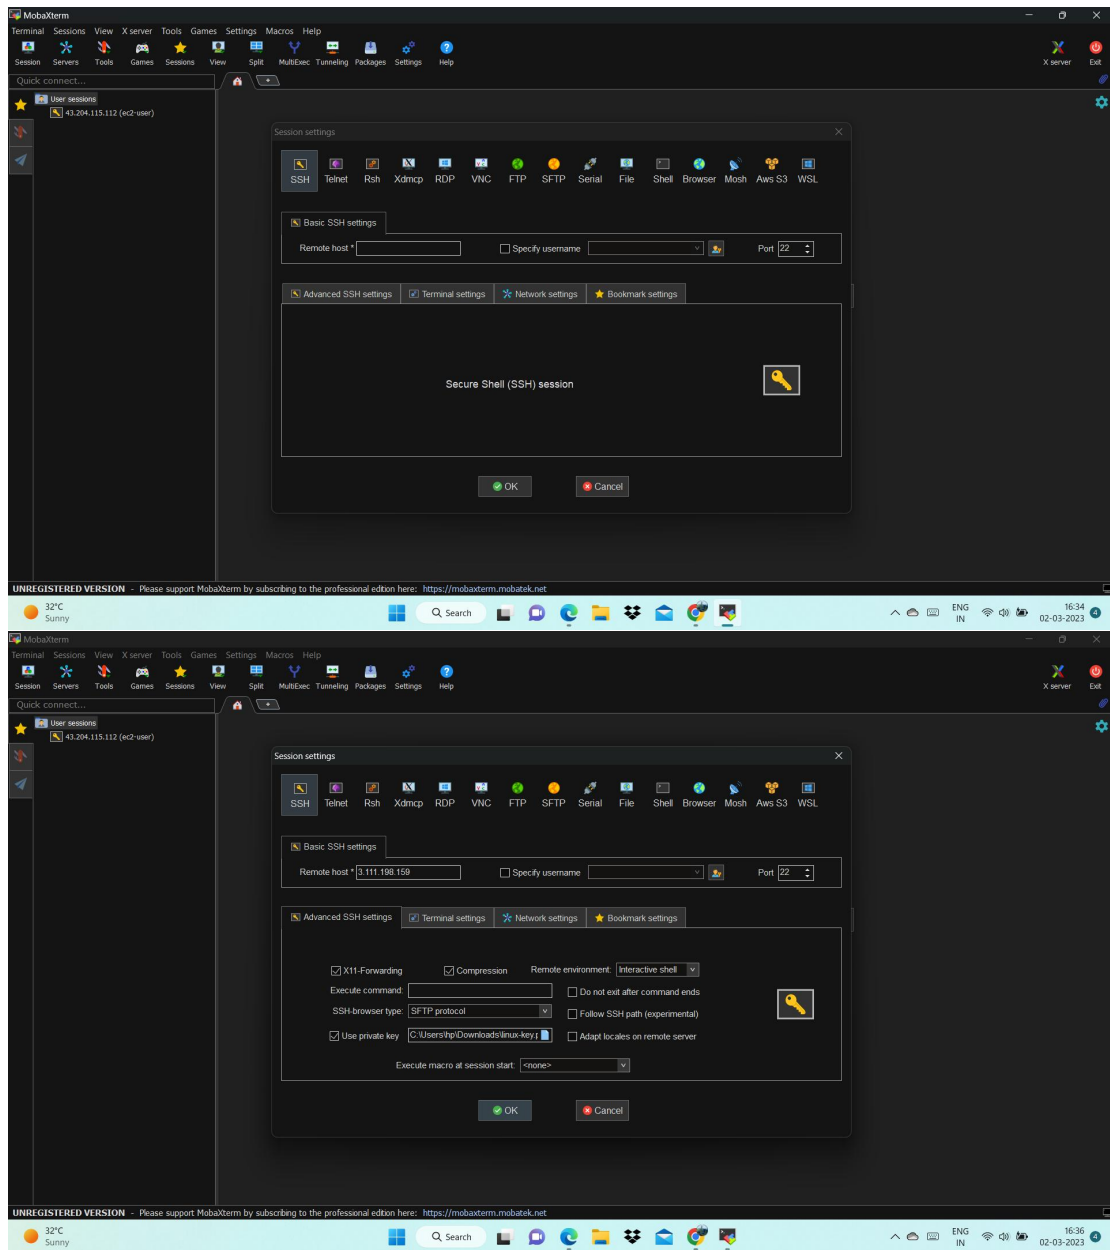 MobaXterm
Terminal Sessions View X server Tools Games Settings Macros Help
Session Servers Tools Games Sessions View Split MultiExec Tunneling Packages Settings Help X server Exit
Quick connect...
User sessions
43.204.115.112 (ec2-user)
Session settings
SSH Telnet Rsh Xdmcp RDP VNC FTP SFTP Serial File Shell Browser Mosh Aws S3 WSL
Basic SSH settings
Remote host * Specify username Port 22
Advanced SSH settings Terminal settings Network settings Bookmark settings
Secure Shell (SSH) session
OK Cancel
UNREGISTERED VERSION - Please support MobaXterm by subscribing to the professional edition here: https://mobaxterm.mobatek.net
32°C
Sunny
Search
ENG
IN
16:34
02-03-2023
4
MobaXterm
Terminal Sessions View X server Tools Games Settings Macros Help
Session Servers Tools Games Sessions View Split MultiExec Tunneling Packages Settings Help X server Exit
Quick connect...
User sessions
43.204.115.112 (ec2-user)
Session settings
SSH Telnet Rsh Xdmcp RDP VNC FTP SFTP Serial File Shell Browser Mosh Aws S3 WSL
Basic SSH settings
Remote host * 3.111.198.159 Specify username Port 22
Advanced SSH settings Terminal settings Network settings Bookmark settings
X11-Forwarding Compression Remote environment: Interactive shell
Execute command: Do not exit after command ends
SSH-browser type: SFTP protocol Follow SSH path (experimental)
Use private key C:\Users\hp\Downloads\linux-key.p Adapt locales on remote server
Execute macro at session start: <none>
OK Cancel
UNREGISTERED VERSION - Please support MobaXterm by subscribing to the professional edition here: https://mobaxterm.mobatek.net
32°C
Sunny
Search
ENG
IN
16:36
02-03-2023
4